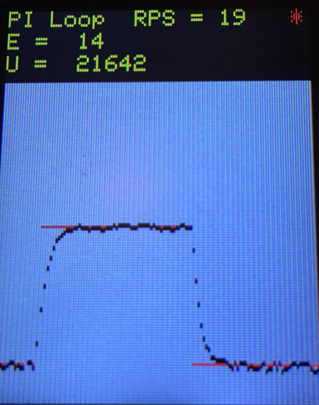 PI Loop RPS = 19
E = 14
U = 21642